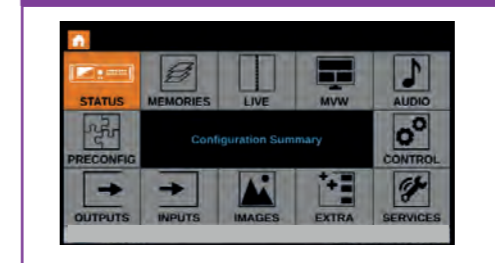 STATUS
MEMORIES
LIVE
MVW
AUDIO
PRECONFIG
Configuration Summary
CONTROL
OUTPUTS
INPUTS
IMAGES
EXTRA
SERVICES